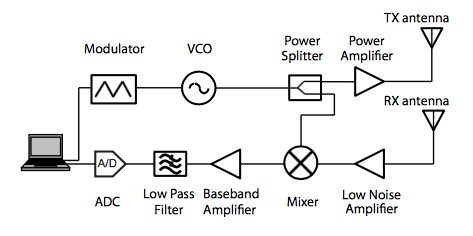 TX antenna
Modulator
VCO
Power
Splitter
Power
Amplifier
RX antenna
A/D
ADC
Low Pass
Filter
Baseband
Amplifier
Mixer
Low Noise
Amplifier